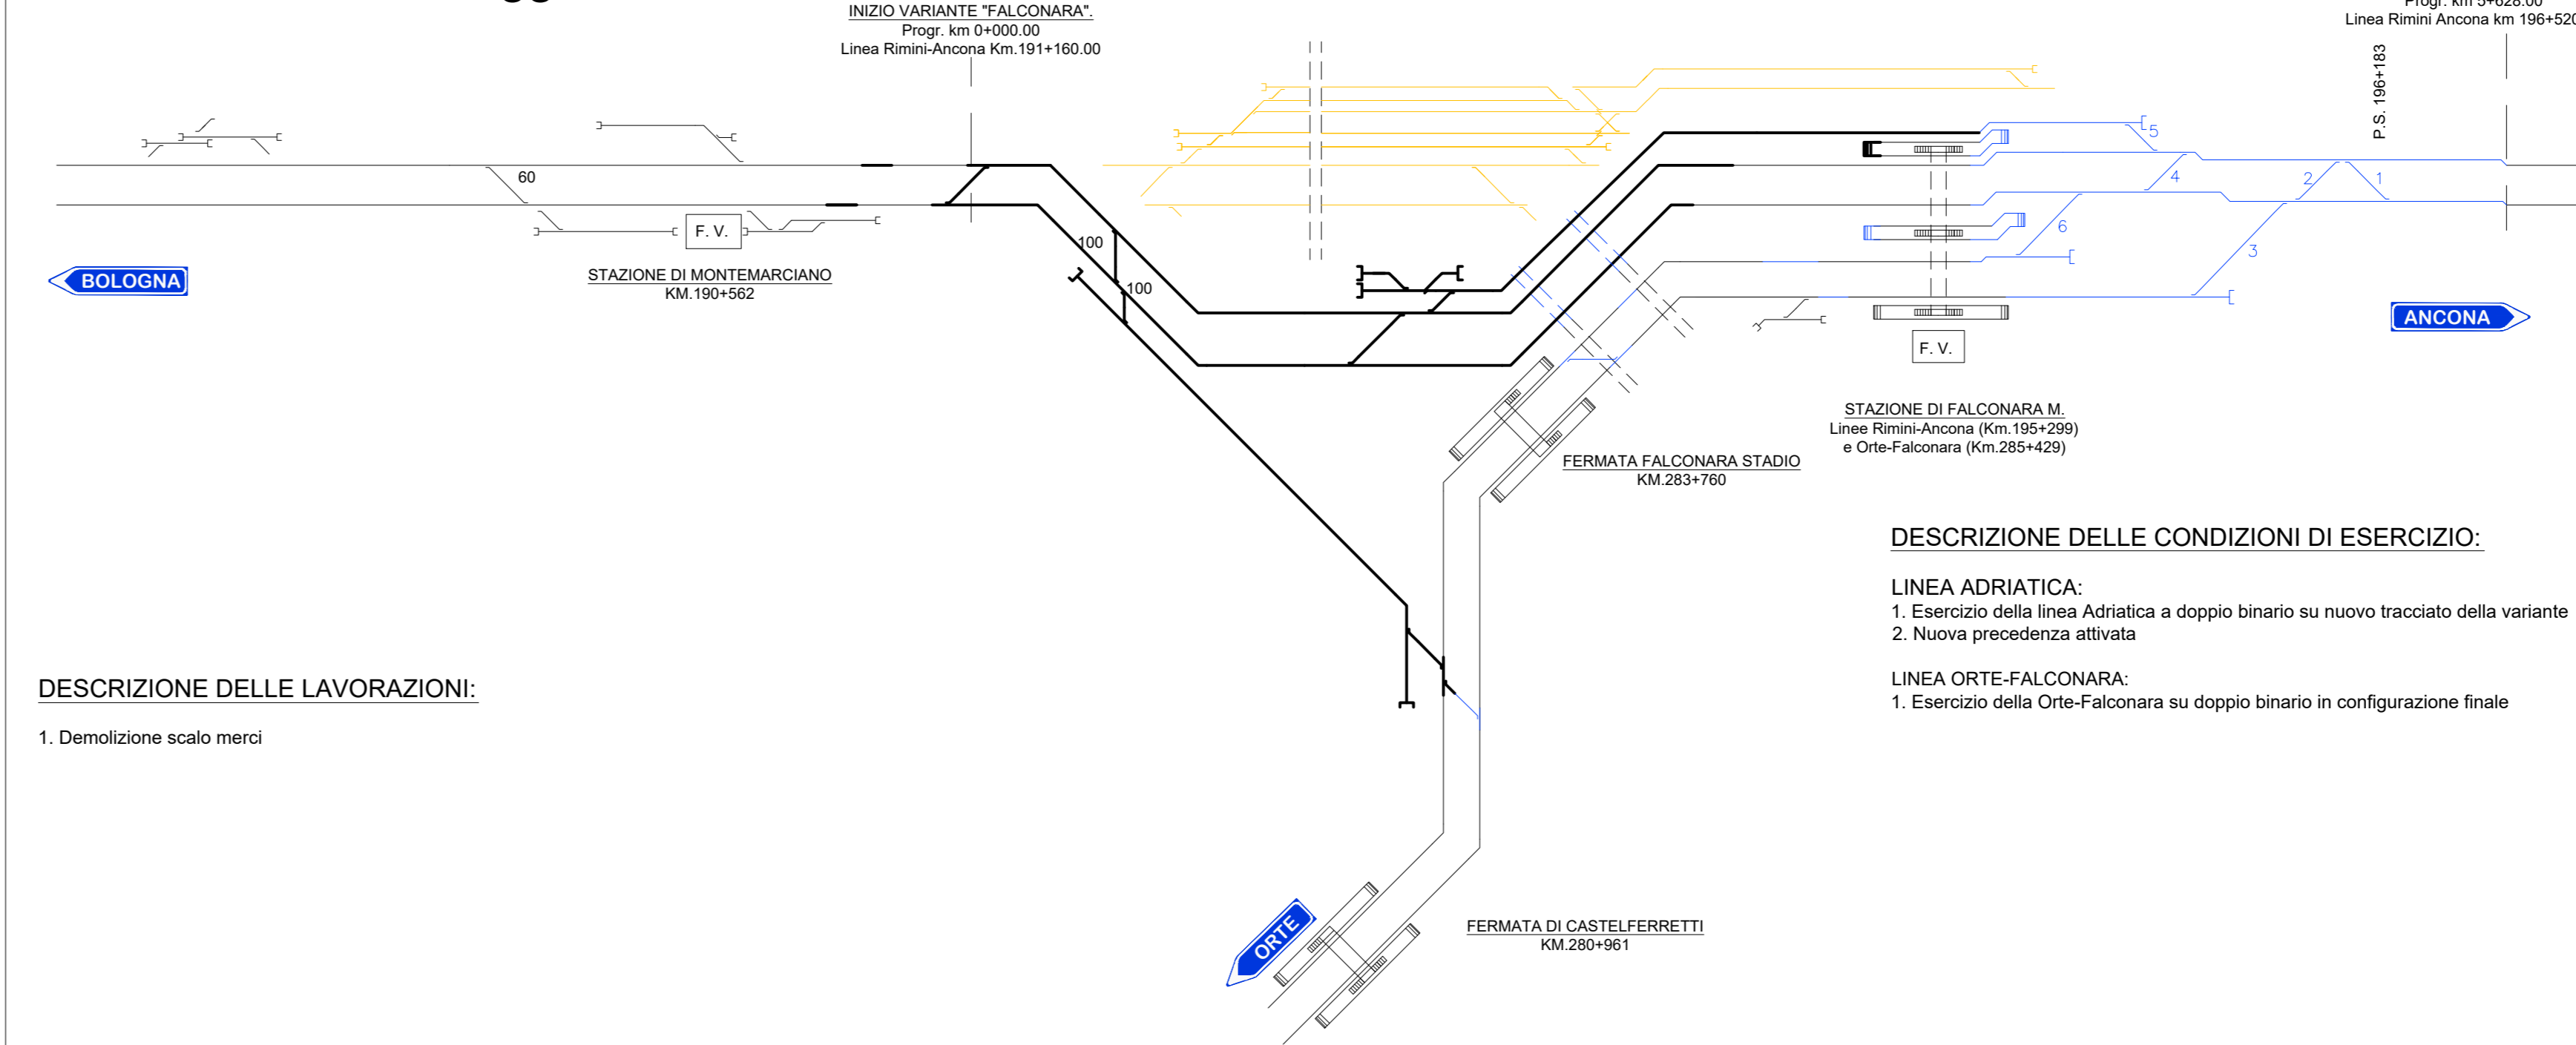 INIZIO VARIANTE "FALCONARA".
Progr. km 0+000.00
Linea Rimini-Ancona Km.191+160.00
Progr. km 5+628.00
Linea Rimini Ancona km 196+520
P.S. 196+183
60
F. V.
100
100
5
4
2
1
6
3
BOLOGNA
STAZIONE DI MONTEMARCIANO
KM.190+562
ANCONA
F. V.
STAZIONE DI FALCONARA M.
Linee Rimini-Ancona (Km.195+299)
e Orte-Falconara (Km.285+429)
FERMATA FALCONARA STADIO
KM.283+760
DESCRIZIONE DELLE CONDIZIONI DI ESERCIZIO:
LINEA ADRIATICA:
1. Esercizio della linea Adriatica a doppio binario su nuovo tracciato della variante
2. Nuova precedenza attivata
LINEA ORTE-FALCONARA:
1. Esercizio della Orte-Falconara su doppio binario in configurazione finale
DESCRIZIONE DELLE LAVORAZIONI:
1. Demolizione scalo merci
ORTE
FERMATA DI CASTELFERRETTI
KM.280+961